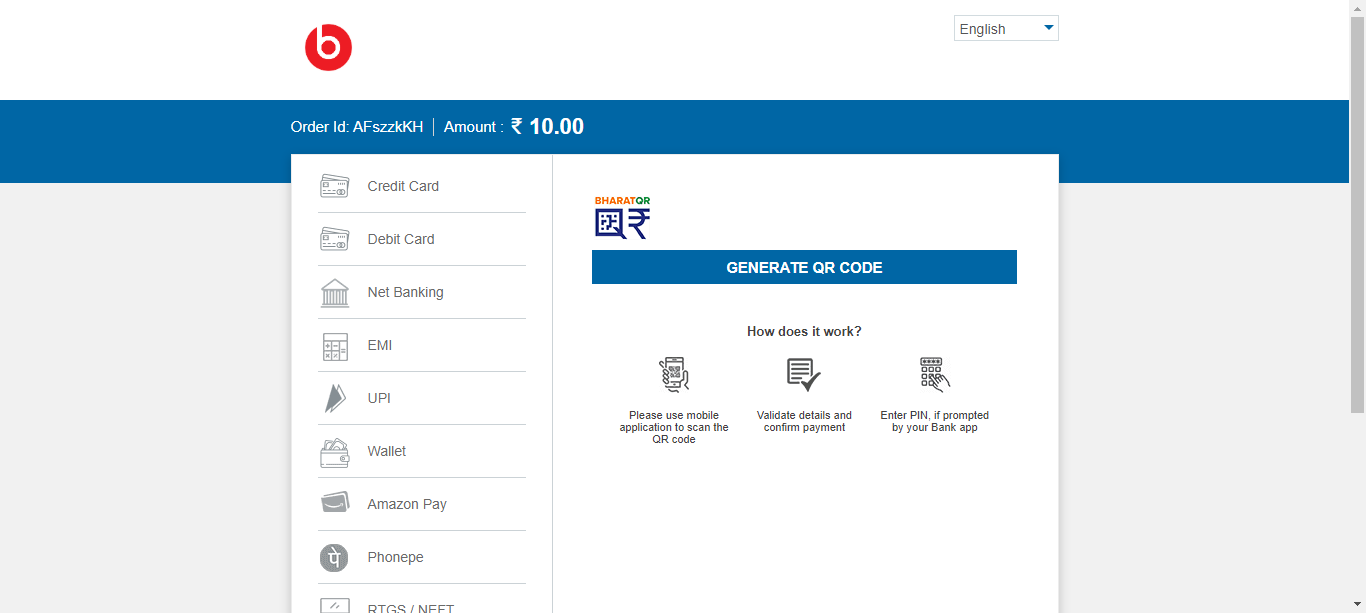 b
English
Order Id: AFszzkKH
Amount : ₹ 10.00
Credit Card
Debit Card
Net Banking
EMI
UPI
Wallet
Amazon Pay
Phonepe
RTGS / NEFT
BHARATQR
GENERATE QR CODE
How does it work?
Please use mobile
application to scan the
QR code
Validate details and
confirm payment
Enter PIN, if prompted
by your Bank app